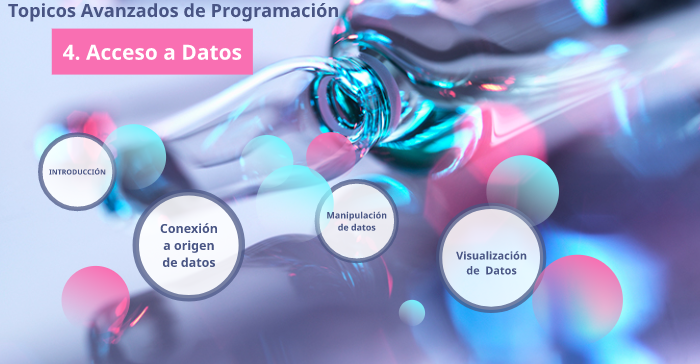 Topicos Avanzados de Programación
4. Acceso a Datos
INTRODUCCIÓN
Conexión
a origen
de datos
Manipulación
de datos
Visualización
de Datos